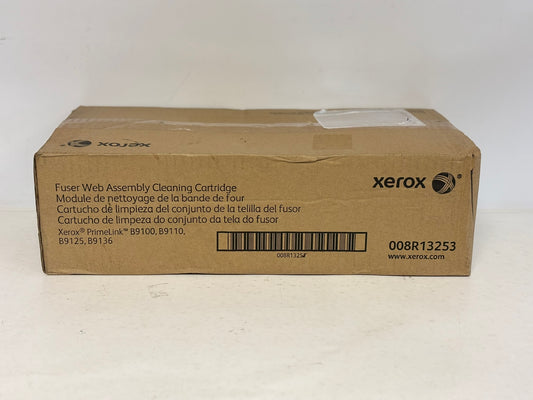 xerox
xerox
Fuser Web Assembly Cleaning Cartridge
Module de nettoyage de la bande de four
Cartucho de limpieza del conjunto de la telilla del fusor
Cartucho de limpeza do conjunto da tela do fusor
Xerox® PrimeLink™ B9100, B9110,
B9125, B9136
008R13253
008R13253
www.xerox.com